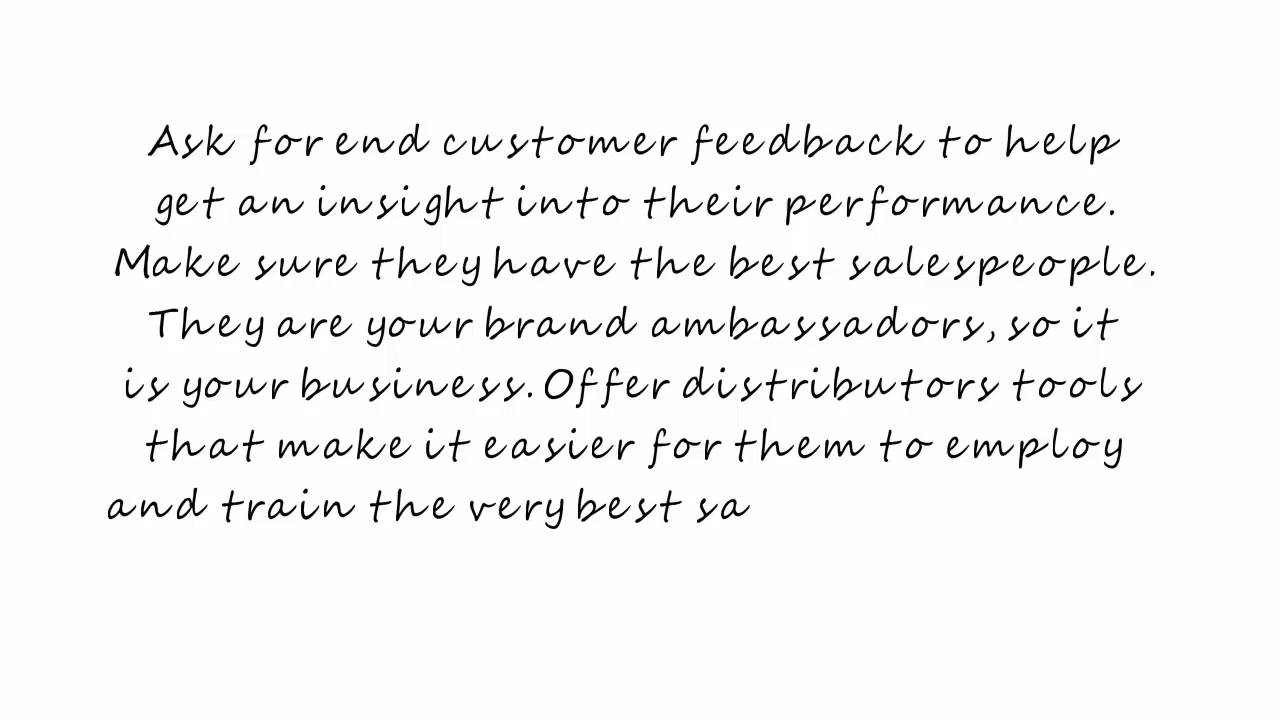 Ask for end customer feedback to help
get an insight into their performance.
Make sure they have the best salespeople.
They are your brand ambassadors, so it
is your business. Offer distributors tools
that make it easier for them to employ
and train the very best sa